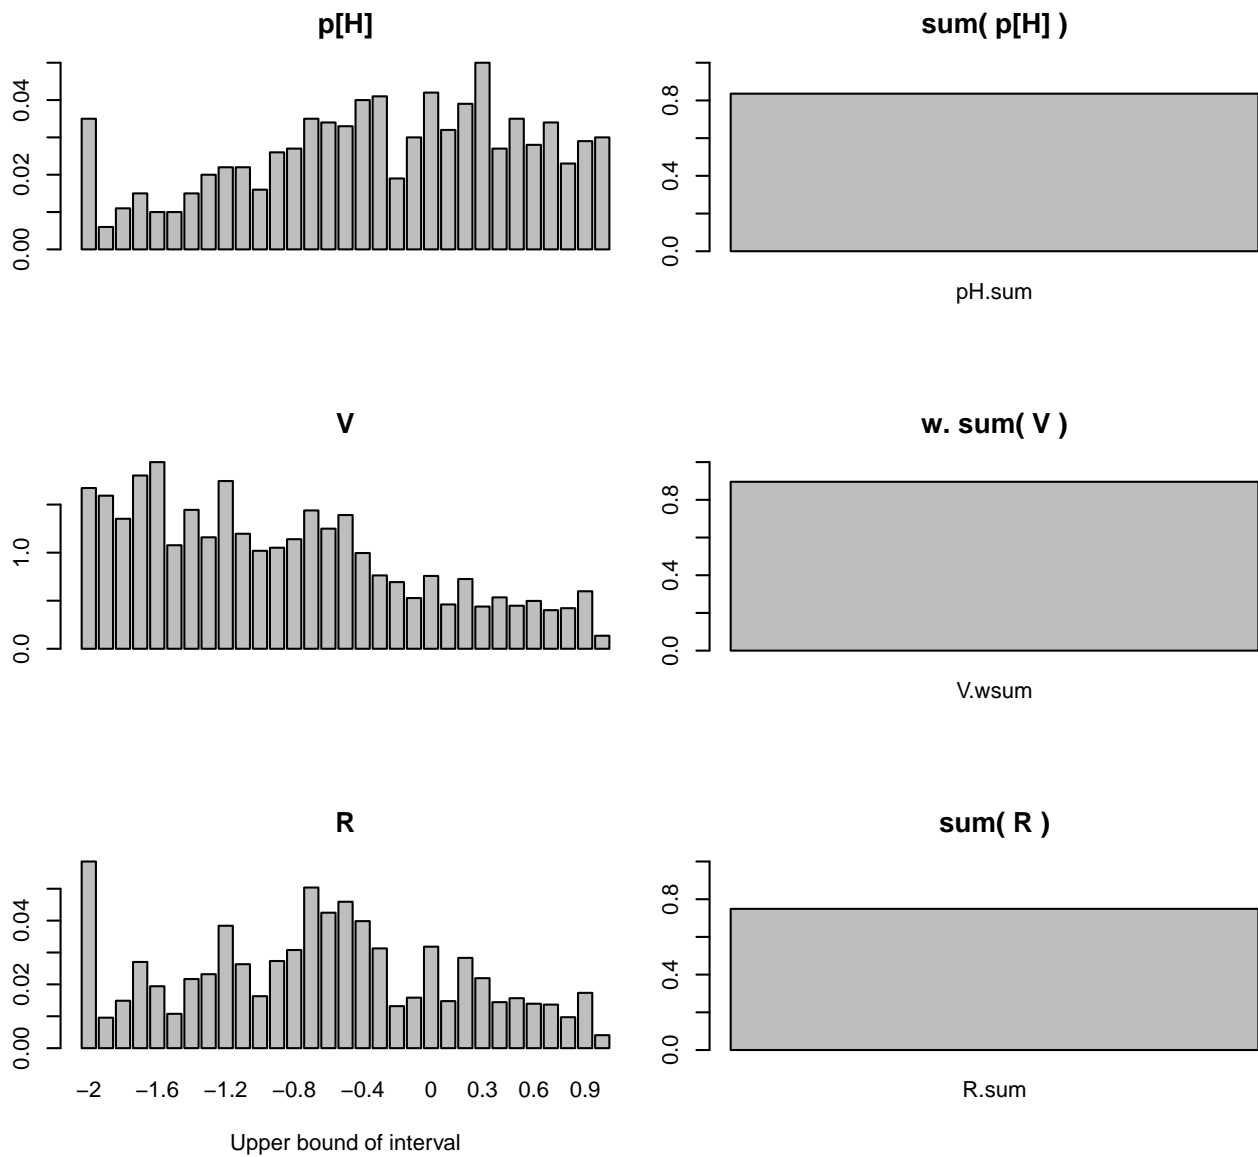 p[H]
0.00 0.02 0.04
sum( p[H] )
0.0 0.4 0.8
pH.sum
V
0.0 1.0
w. sum( V )
0.0 0.4 0.8
V.wsum
R
0.00 0.02 0.04
−2 −1.6 −1.2 −0.8 −0.4 0 0.3 0.6 0.9
Upper bound of interval
sum( R )
0.0 0.4 0.8
R.sum